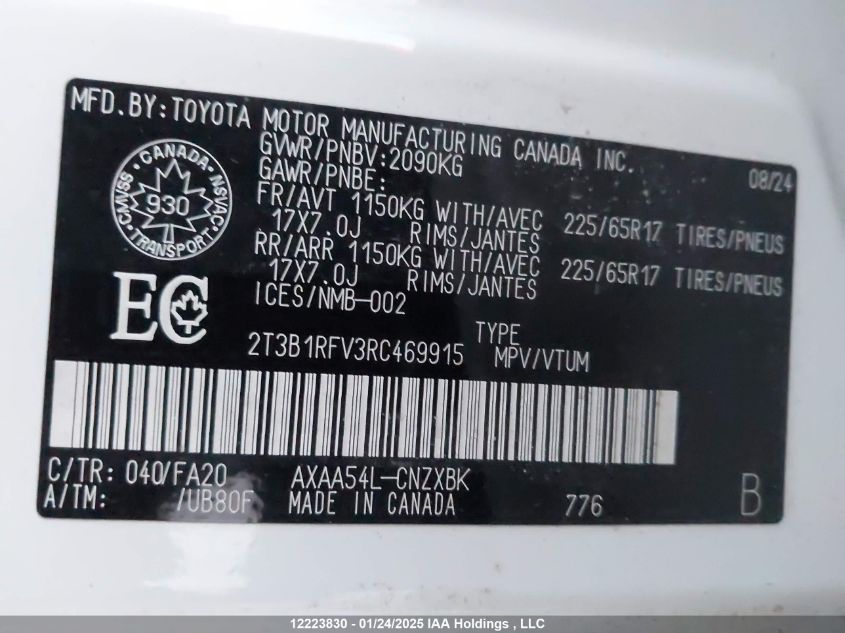 MFD.BY:TOYOTA MOTOR MANUFACTURING CANADA INC. 08/24
GVWR/PNBV:2090KG
GAWR/PNBE:
FR/AVT 1150KG WITH/AVEC 225/65R17 TIRES/PNEUS
17X7.0J RIMS/JANTES
RR/ARR 1150KG WITH/AVEC 225/65R17 TIRES/PNEUS
17X7.0J RIMS/JANTES
ICES/NMB-002
CANADA
CMVSS 930 NSVAC
TRANSPORT
EC
TYPE
2T3B1RFV3RC469915 MPV/VTUM
C/TR: 040/FA20 AXAA54L-CNZXBK
A/TM: /UB80F MADE IN CANADA 776 B
12223830 - 01/24/2025 IAA Holdings , LLC